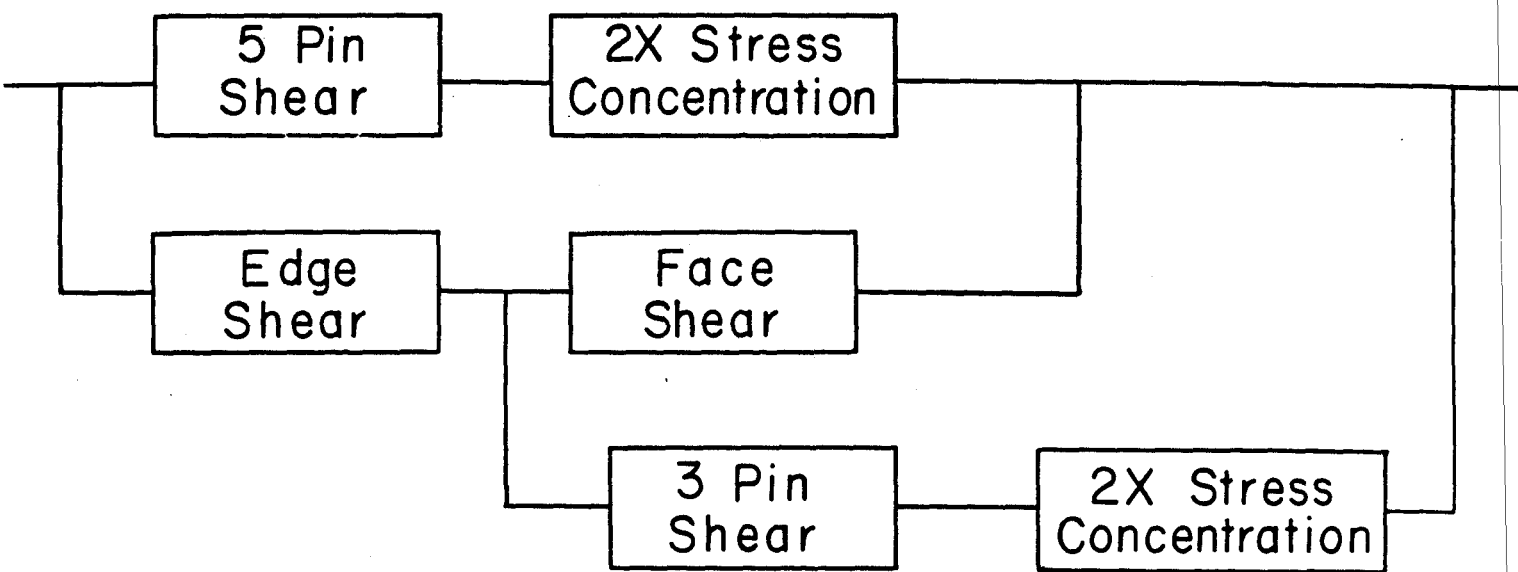 5 Pin
Shear
2X Stress
Concentration
Edge
Shear
Face
Shear
3 Pin
Shear
2X Stress
Concentration